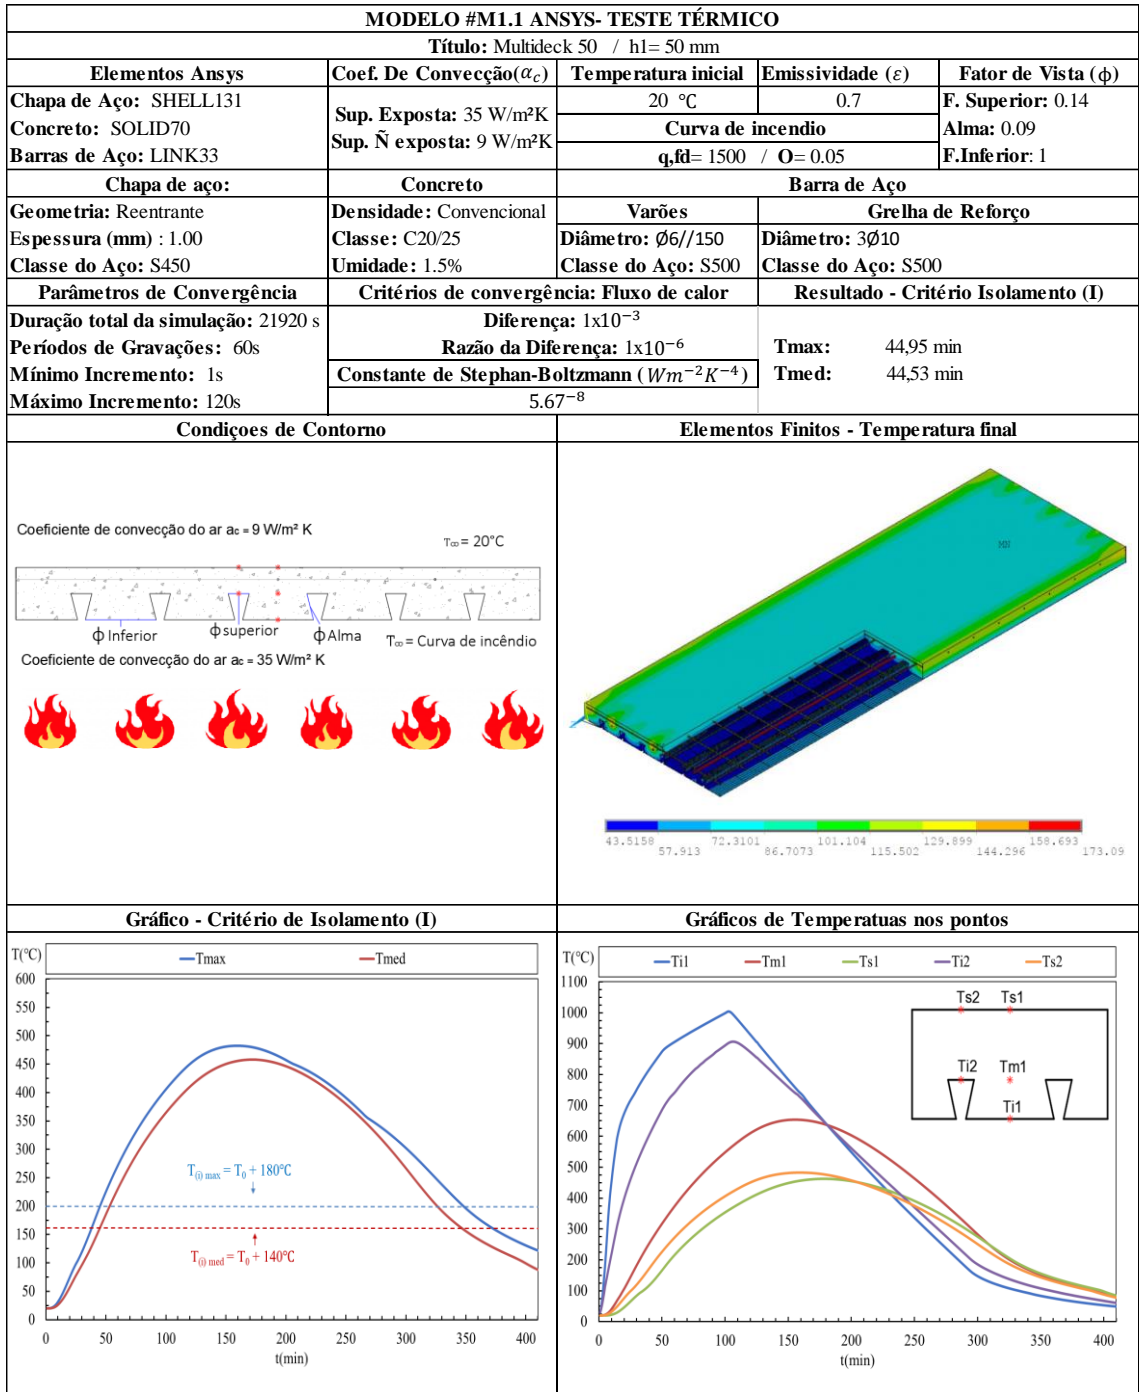 MODELO #M1.1 ANSYS- TESTE TÉRMICO
Título: Multideck 50 / h1= 50 mm
Elementos Ansys
Coef. De Convecção(α_c)
Temperatura inicial
Emissividade (ε)
Fator de Vista (ϕ)
Chapa de Aço: SHELL131
Concreto: SOLID70
Barras de Aço: LINK33
Sup. Exposta: 35 W/m²K
Sup. Ñ exposta: 9 W/m²K
20 °C
0.7
Curva de incendio
q,fd= 1500 / O= 0.05
F. Superior: 0.14
Alma: 0.09
F.Inferior: 1
Chapa de aço:
Concreto
Barra de Aço
Geometria: Reentrante
Espessura (mm) : 1.00
Classe do Aço: S450
Densidade: Convencional
Classe: C20/25
Umidade: 1.5%
Varões
Grelha de Reforço
Diâmetro: Ø6//150
Diâmetro: 3Ø10
Classe do Aço: S500
Classe do Aço: S500
Parâmetros de Convergência
Critérios de convergência: Fluxo de calor
Resultado - Critério Isolamento (I)
Duração total da simulação: 21920 s
Períodos de Gravações: 60s
Mínimo Incremento: 1s
Máximo Incremento: 120s
Diferença: 1x10⁻³
Razão da Diferença: 1x10⁻⁶
Constante de Stephan-Boltzmann (Wm⁻²K⁻⁴)
5.67⁻⁸
Tmax: 44,95 min
Tmed: 44,53 min
Condiçoes de Contorno
Elementos Finitos - Temperatura final
Coeficiente de convecção do ar ac = 9 W/m² K
T∞ = 20°C
ϕ Inferior
ϕ superior
ϕ Alma
T∞ = Curva de incêndio
Coeficiente de convecção do ar ac = 35 W/m² K
MN
43.5158
57.913
72.3101
86.7073
101.104
115.502
129.899
144.296
158.693
173.09
Gráfico - Critério de Isolamento (I)
Gráficos de Temperatuas nos pontos
T(°C)
Tmax
Tmed
600
550
500
450
400
350
300
250
200
150
100
50
0
T(i) max = T0 + 180°C
T(i) med = T0 + 140°C
0 50 100 150 200 250 300 350 400
t(min)
T(°C)
Ti1
Tm1
Ts1
Ti2
Ts2
1100
1000
900
800
700
600
500
400
300
200
100
0
Ts2 Ts1
Ti2 Tm1
Ti1
0 50 100 150 200 250 300 350 400
t(min)